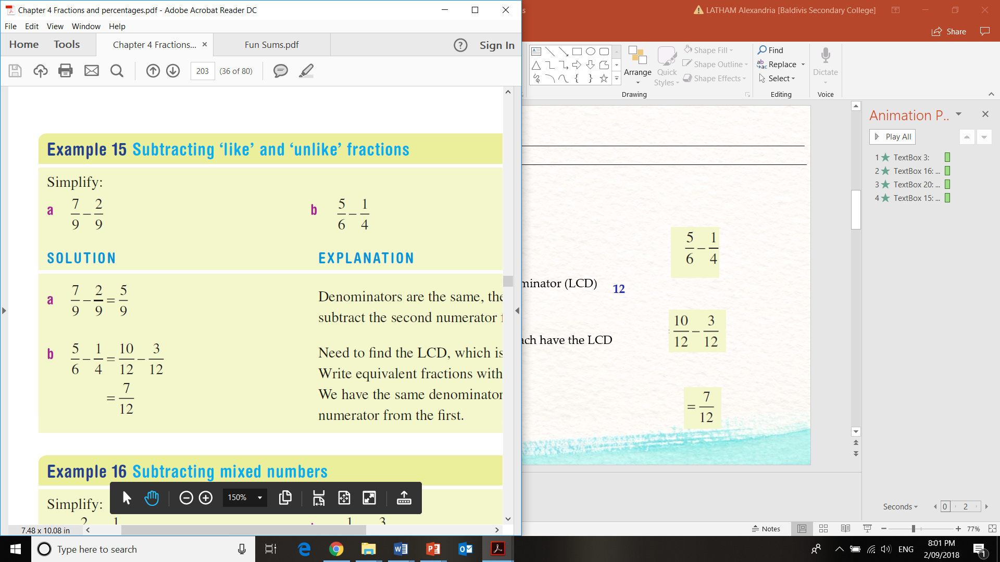 Chapter 4 Fractions and percentages.pdf - Adobe Acrobat Reader DC
File Edit View Window Help
Home Tools Chapter 4 Fractions... × Fun Sums.pdf ? Sign In
203 (36 of 80)
Example 15 Subtracting ‘like’ and ‘unlike’ fractions
Simplify:
a 7/9 − 2/9 b 5/6 − 1/4
SOLUTION EXPLANATION
a 7/9 − 2/9 = 5/9
Denominators are the same, the
subtract the second numerator
b 5/6 − 1/4 = 10/12 − 3/12
= 7/12
Need to find the LCD, which is
Write equivalent fractions with
We have the same denominator
numerator from the first.
Example 16 Subtracting mixed numbers
Simplify:
2 1 1 3
150%
7.48 x 10.08 in
s
LATHAM Alexandria [Baldivis Secondary College]
Share
Arrange
Quick
Styles
Shape Fill
Shape Outline
Shape Effects
Drawing
Find
Replace
Select
Editing
Dictate
Voice
5/6 − 1/4
minator (LCD) 12
10/12 − 3/12
ach have the LCD
= 7/12
Animation P..
Play All
1 TextBox 3:
2 TextBox 16: ...
3 TextBox 20: ...
4 TextBox 15: ...
Seconds 0 2
Notes 77%
Type here to search
ENG
8:01 PM
2/09/2018
1